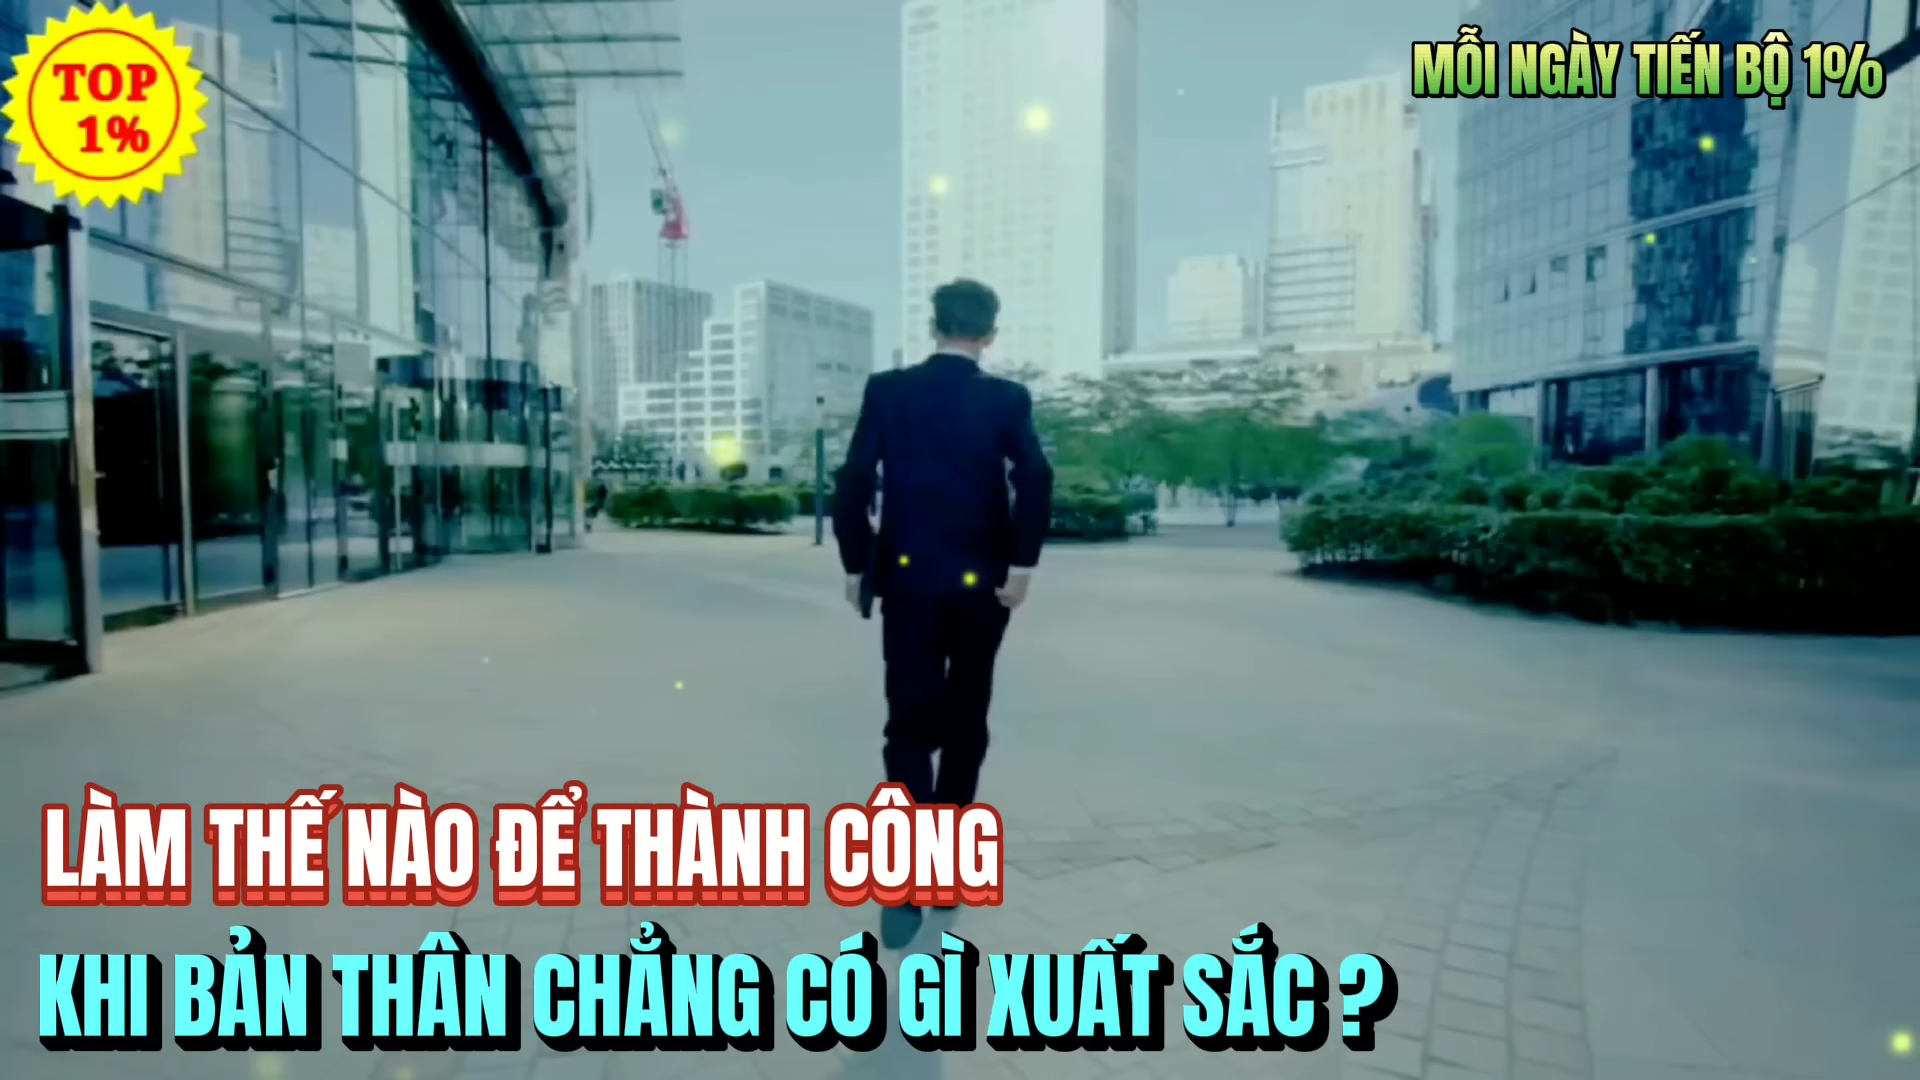 TOP
1%
MỖI NGÀY TIẾN BỘ 1%
LÀM THẾ NÀO ĐỂ THÀNH CÔNG
KHI BẢN THÂN CHẲNG CÓ GÌ XUẤT SẮC ?